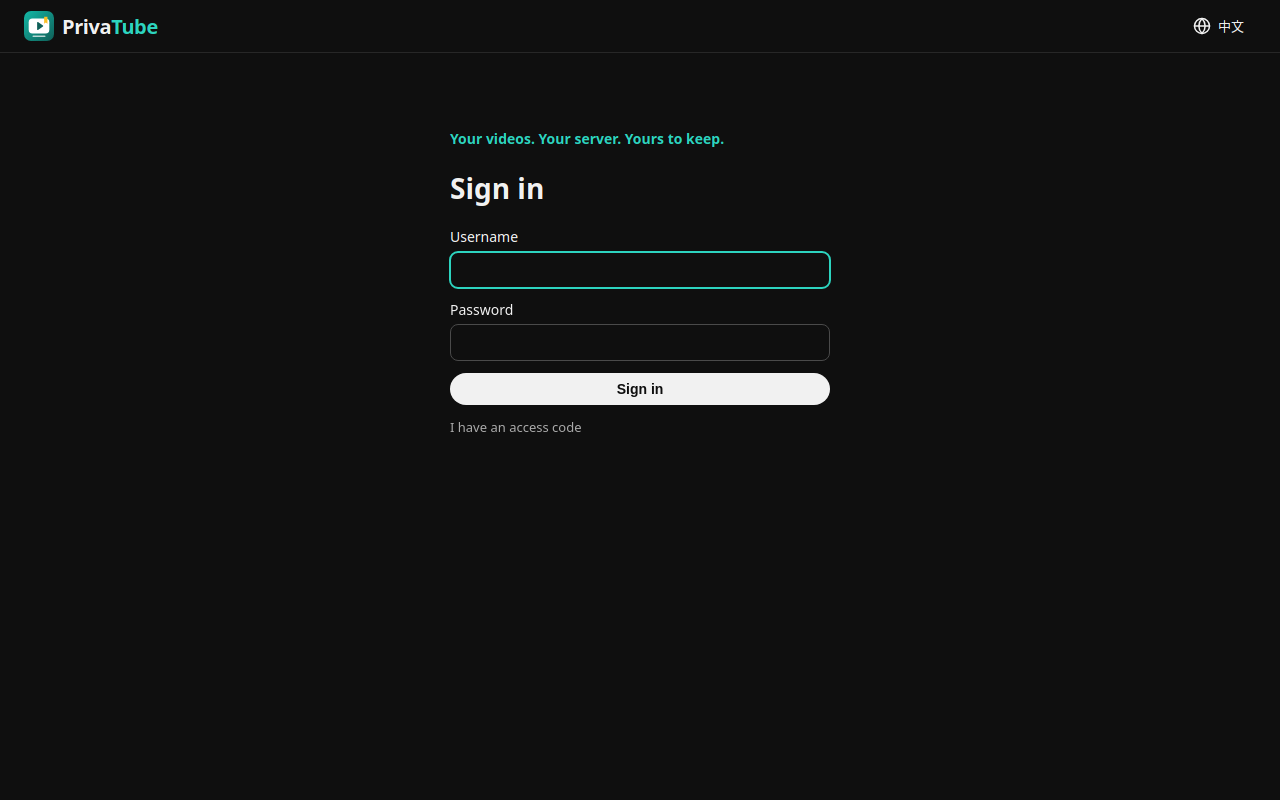 PrivaTube
中文
Your videos. Your server. Yours to keep.
Sign in
Username
Password
Sign in
I have an access code